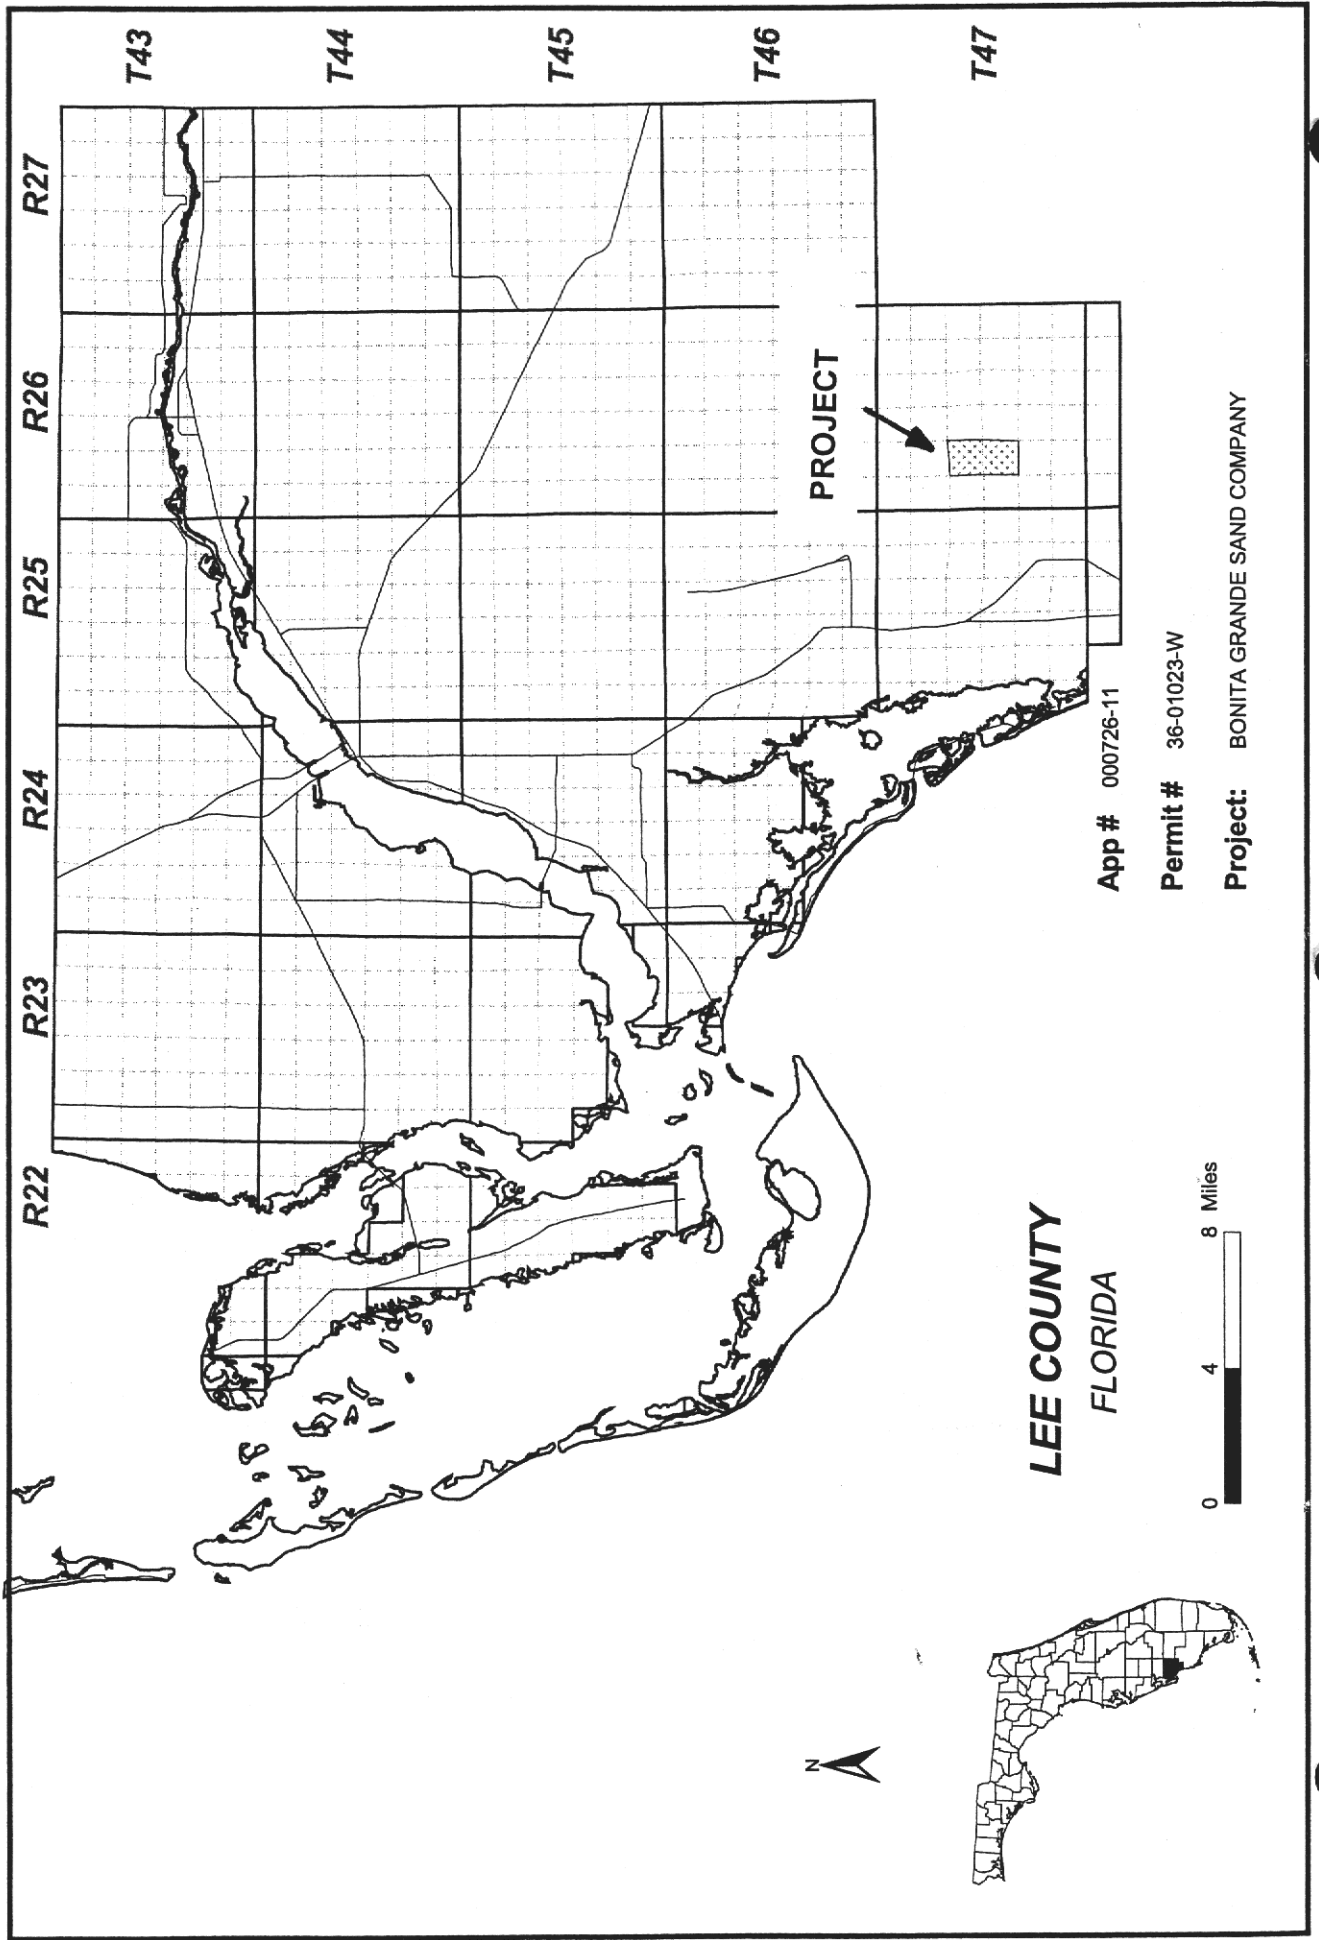 R22
R23
R24
R25
R26
R27
T43
T44
T45
T46
T47
PROJECT
LEE COUNTY
FLORIDA
0 4 8 Miles
N
App # 000726-11
Permit # 36-01023-W
Project: BONITA GRANDE SAND COMPANY